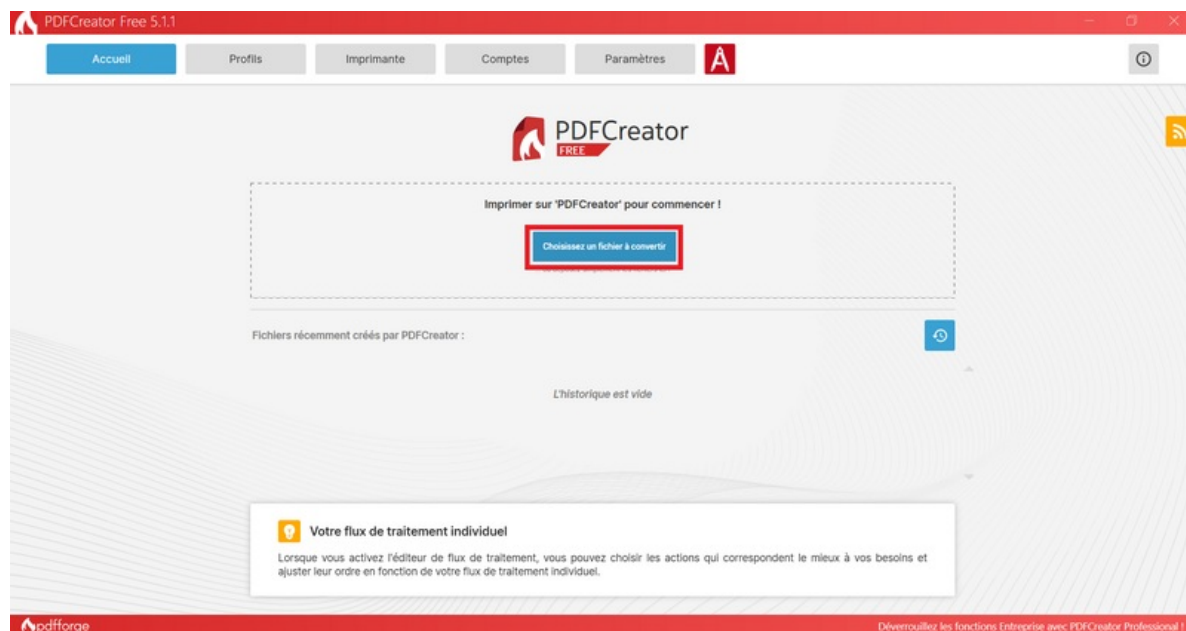 PDFCreator Free 5.1.1
Accueil
Profils
Imprimante
Comptes
Paramètres
PDFCreator
FREE
Imprimer sur 'PDFCreator' pour commencer !
Choisissez un fichier à convertir
Fichiers récemment créés par PDFCreator :
L'historique est vide
Votre flux de traitement individuel
Lorsque vous activez l'éditeur de flux de traitement, vous pouvez choisir les actions qui correspondent le mieux à vos besoins et
ajuster leur ordre en fonction de votre flux de traitement individuel.
pdfforge
Déverrouillez les fonctions Entreprise avec PDFCreator Professional !